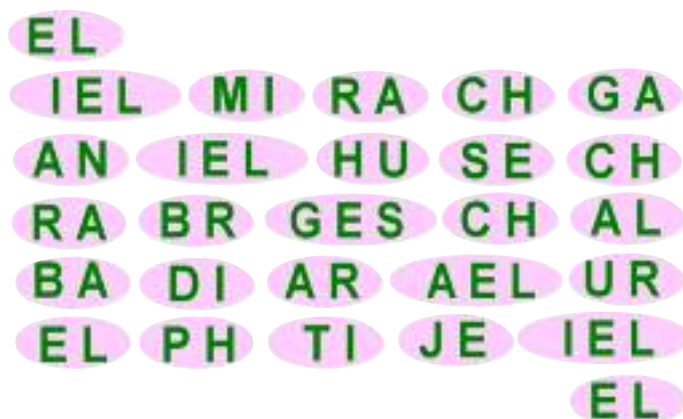 EL
IEL MI RA CH GA
AN IEL HU SE CH
RA BR GES CH AL
BA DI AR AEL UR
EL PH TI JE IEL
EL